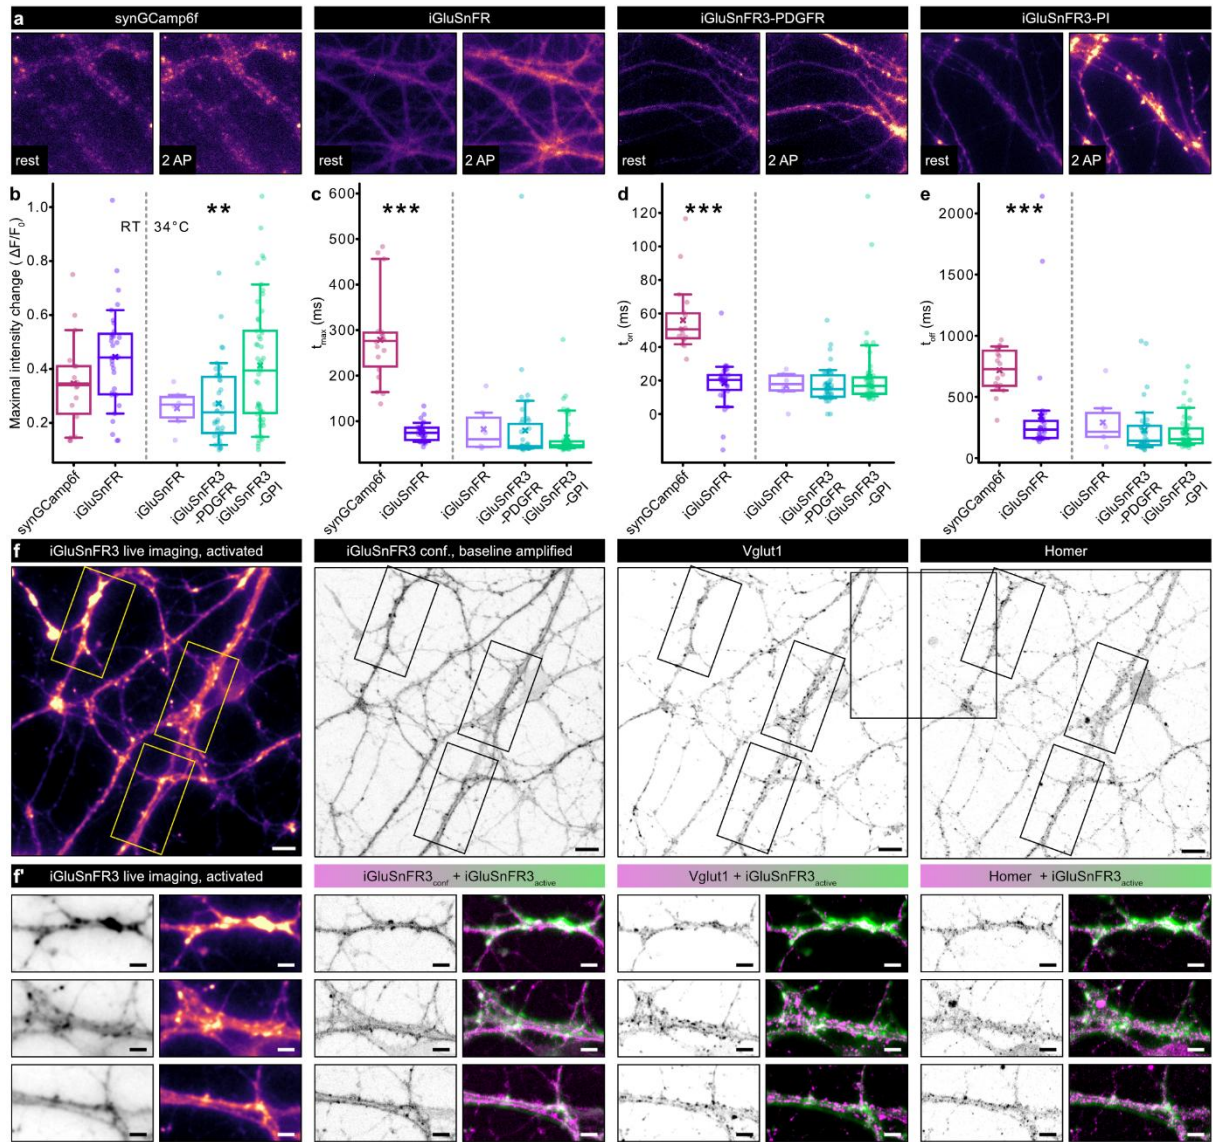 a synGCamp6f iGluSnFR iGluSnFR3-PDGFR iGluSnFR3-PI
rest 2 AP rest 2 AP rest 2 AP rest 2 AP
b
Maximal intensity change (ΔF/F0)
1.0
0.8
0.6
0.4
0.2
RT 34°C
**
synGCamp6f
iGluSnFR
iGluSnFR
iGluSnFR3
-PDGFR
iGluSnFR3
-GPI
c
tmax (ms)
600
500
400
300
200
100
***
synGCamp6f
iGluSnFR
iGluSnFR
iGluSnFR3
-PDGFR
iGluSnFR3
-GPI
d
ton (ms)
120
100
80
60
40
20
0
***
synGCamp6f
iGluSnFR
iGluSnFR
iGluSnFR3
-PDGFR
iGluSnFR3
-GPI
e
toff (ms)
2000
1500
1000
500
0
***
synGCamp6f
iGluSnFR
iGluSnFR
iGluSnFR3
-PDGFR
iGluSnFR3
-GPI
f iGluSnFR3 live imaging, activated
iGluSnFR3 conf., baseline amplified
Vglut1
Homer
f' iGluSnFR3 live imaging, activated
iGluSnFR3conf + iGluSnFR3active
Vglut1 + iGluSnFR3active
Homer + iGluSnFR3active